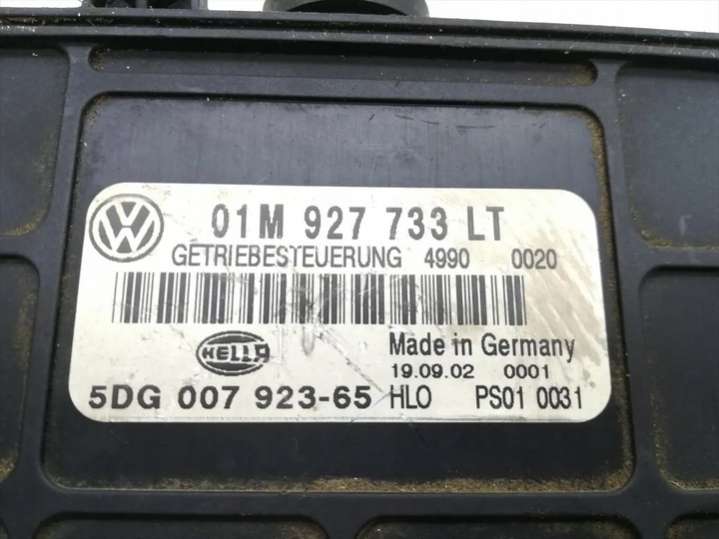 01M 927 733 LT
GETRIEBESTEUERUNG 4990 0020
HELLA
Made in Germany
19.09.02 0001
5DG 007 923-65 HLO PS01 0031